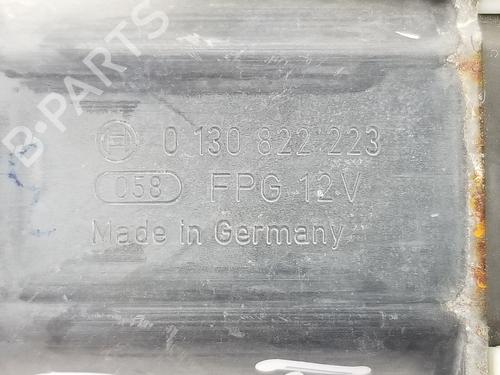 B-PARTS
0 130 822 223
058 FPG 12V
Made in Germany